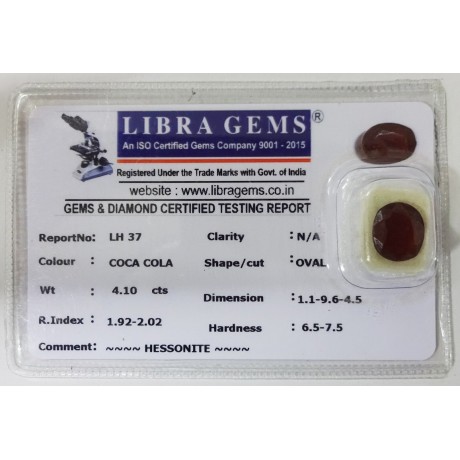 LIBRA GEMS ®
An ISO Certified Gems Company 9001 - 2015
Registered Under the Trade Marks with Govt. of India
website : www.libragems.co.in
GEMS & DIAMOND CERTIFIED TESTING REPORT
ReportNo: LH 37 Clarity : N/A
Colour : COCA COLA Shape/cut :OVAL
Wt : 4.10 cts Dimension : 1.1-9.6-4.5
R.Index : 1.92-2.02 Hardness : 6.5-7.5
Comment: ~~~~ HESSONITE ~~~~